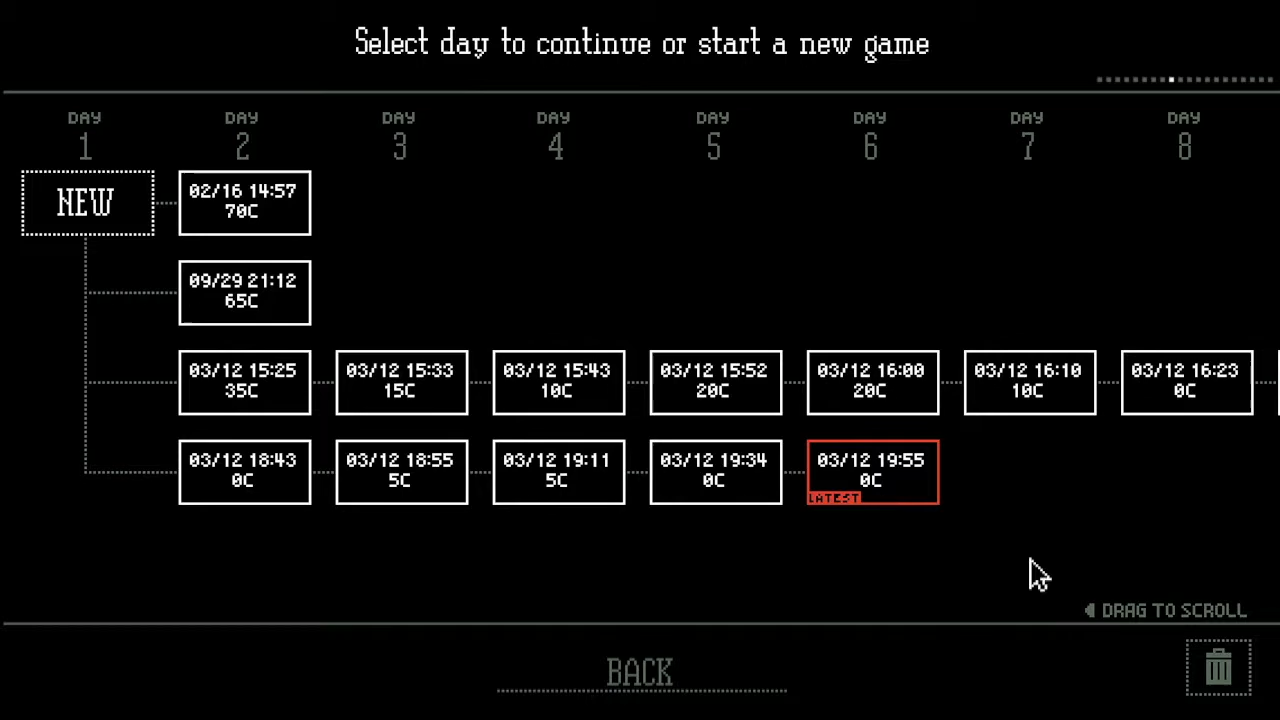 Select day to continue or start a new game
DAY DAY DAY DAY DAY DAY DAY DAY
1 2 3 4 5 6 7 8
NEW
02/16 14:57
70C
09/29 21:12
65C
03/12 15:25 03/12 15:33 03/12 15:43 03/12 15:52 03/12 16:00 03/12 16:10 03/12 16:23
35C 15C 10C 20C 20C 10C 0C
03/12 18:43 03/12 18:55 03/12 19:11 03/12 19:34 03/12 19:55
0C 5C 5C 0C 0C
LATEST
DRAG TO SCROLL
BACK